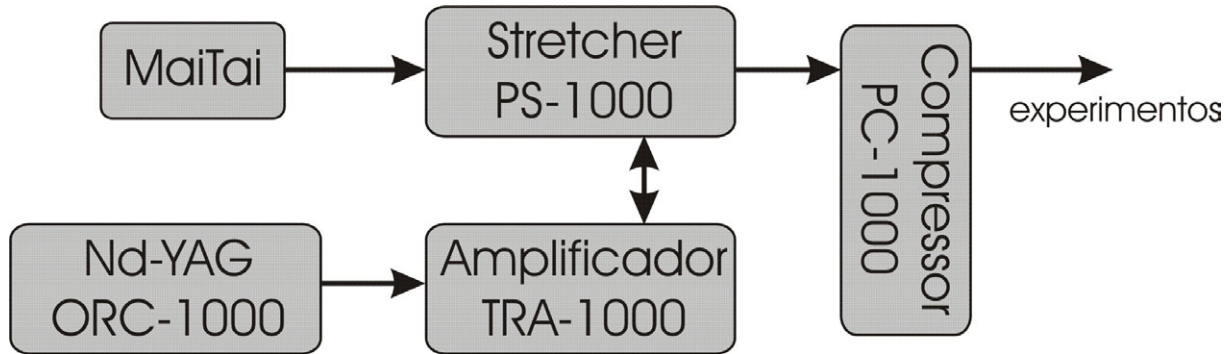 MaiTai
Stretcher
PS-1000
Compressor
PC-1000
experimentos
Nd-YAG
ORC-1000
Amplificador
TRA-1000